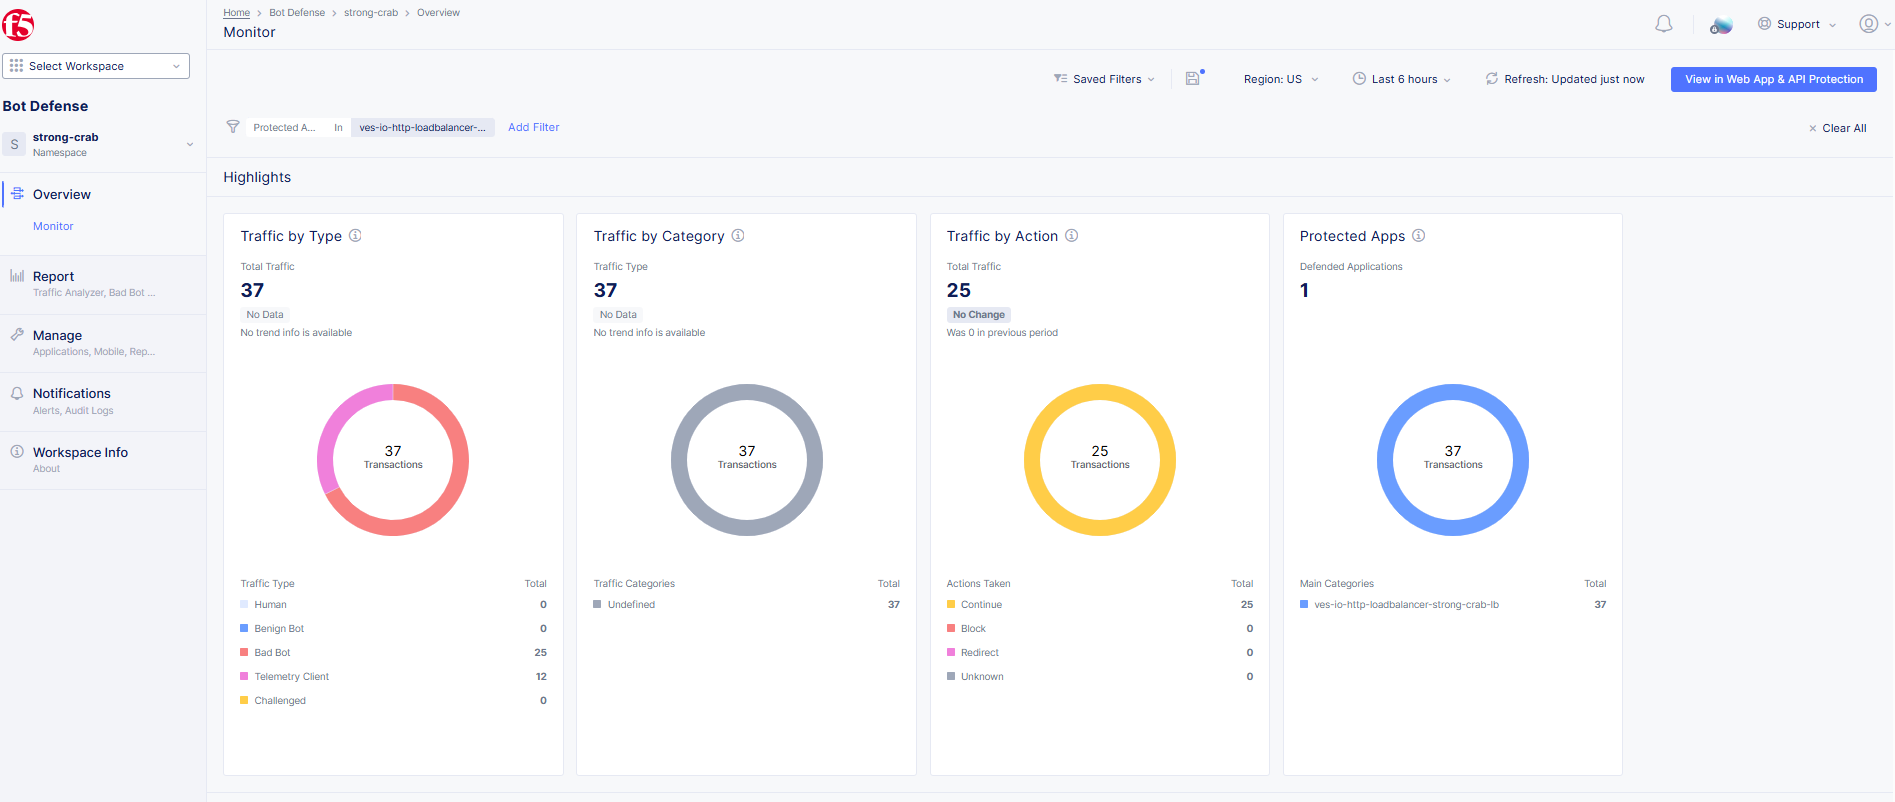 f5
Home > Bot Defense > strong-crab > Overview
Monitor
Support
Select Workspace
Bot Defense
S
strong-crab
Namespace
Overview
Monitor
Report
Traffic Analyzer, Bad Bot ...
Manage
Applications, Mobile, Rep...
Notifications
Alerts, Audit Logs
Workspace Info
About
Saved Filters
Region: US
Last 6 hours
Refresh: Updated just now
View in Web App & API Protection
Protected A... In ves-io-http-loadbalancer-... Add Filter
Clear All
Highlights
Traffic by Type
Total Traffic
37
No Data
No trend info is available
37
Transactions
Traffic Type Total
Human 0
Benign Bot 0
Bad Bot 25
Telemetry Client 12
Challenged 0
Traffic by Category
Traffic Type
37
No Data
No trend info is available
37
Transactions
Traffic Categories Total
Undefined 37
Traffic by Action
Total Traffic
25
No Change
Was 0 in previous period
25
Transactions
Actions Taken Total
Continue 25
Block 0
Redirect 0
Unknown 0
Protected Apps
Defended Applications
1
37
Transactions
Main Categories Total
ves-io-http-loadbalancer-strong-crab-lb 37